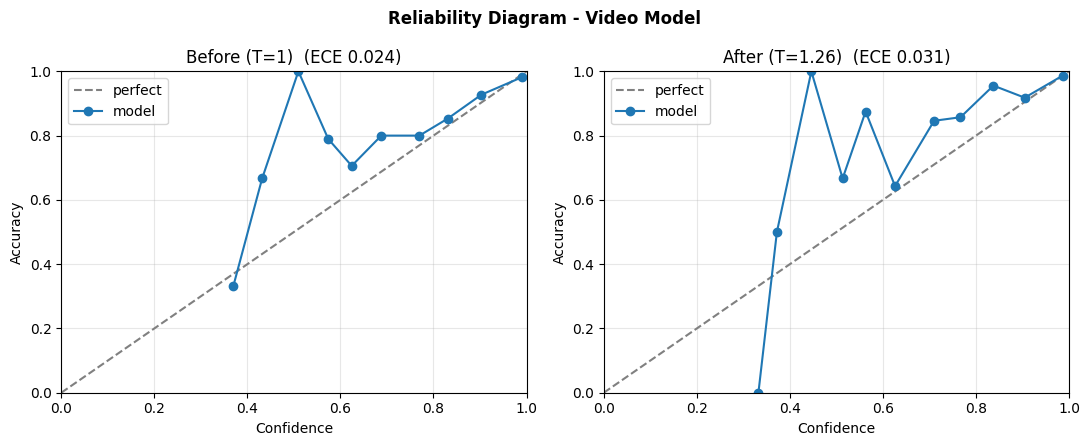 Reliability Diagram - Video Model
Before (T=1)  (ECE 0.024)
perfect
model
1.0
0.8
0.6
0.4
0.2
0.0
Accuracy
0.0 0.2 0.4 0.6 0.8 1.0
Confidence
After (T=1.26)  (ECE 0.031)
perfect
model
1.0
0.8
0.6
0.4
0.2
0.0
Accuracy
0.0 0.2 0.4 0.6 0.8 1.0
Confidence